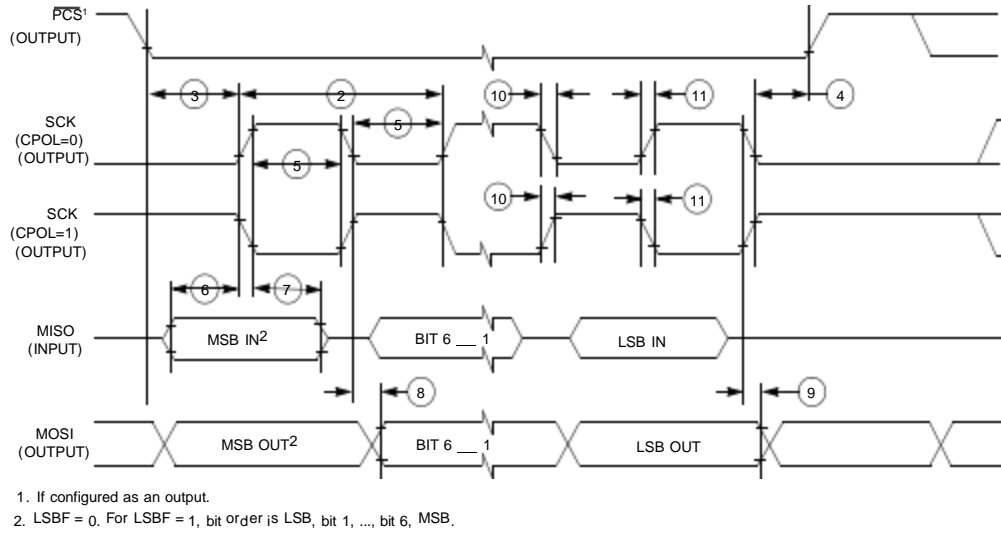 PCS¹
(OUTPUT)
3
2
10
11
4
SCK
(CPOL=0)
(OUTPUT)
5
5
SCK
(CPOL=1)
(OUTPUT)
10
11
6
7
MISO
(INPUT)
MSB IN²
BIT 6 __ 1
LSB IN
8
9
MOSI
(OUTPUT)
MSB OUT²
BIT 6 __ 1
LSB OUT
1. If configured as an output.
2. LSBF = 0. For LSBF = 1, bit order is LSB, bit 1, ..., bit 6, MSB.